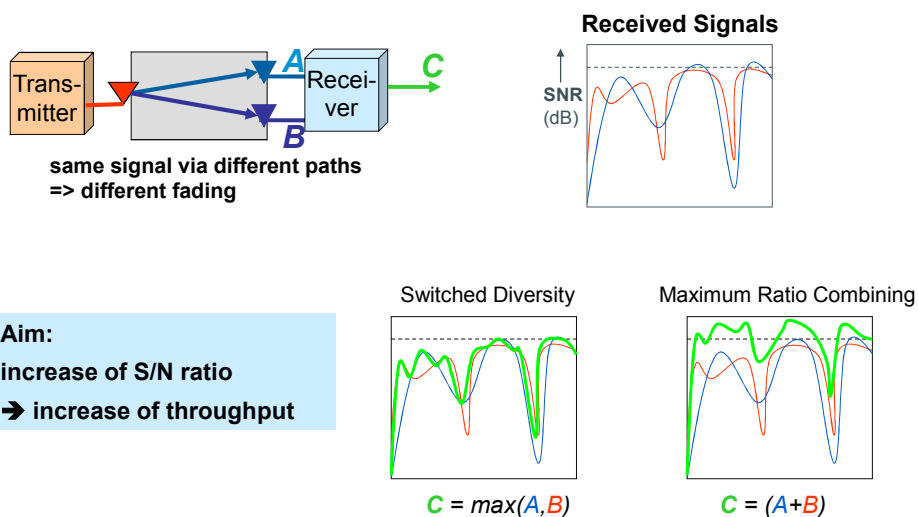 Received Signals
Trans-
mitter
A
B
Recei-
ver
C
SNR
(dB)
same signal via different paths
=> different fading
Aim:
increase of S/N ratio
➔ increase of throughput
Switched Diversity
C = max(A,B)
Maximum Ratio Combining
C = (A+B)